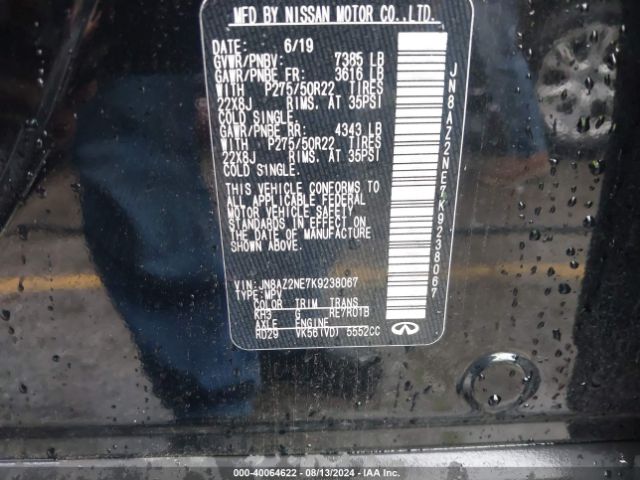 MFD BY NISSAN MOTOR CO.,LTD.
DATE: 6/19
GVWR/PNBV: 7385 LB
GAWR/PNBE FR: 3616 LB
WITH P275/50R22 TIRES
22X8J RIMS. AT 35PSI
COLD SINGLE.
GAWR/PNBE RR: 4343 LB
WITH P275/50R22 TIRES
22X8J RIMS. AT 35PSI
COLD SINGLE.
THIS VEHICLE CONFORMS TO
ALL APPLICABLE FEDERAL
MOTOR VEHICLE SAFETY
STANDARDS IN EFFECT ON
THE DATE OF MANUFACTURE
SHOWN ABOVE.
VIN: JN8AZ2NE7K9238067
TYPE: MPV
COLOR TRIM TRANS
KH3 G RE7R01B
AXLE ENGINE
RD29 VK56(VD) 5552CC
JN8AZ2NE7K9238067
INFINITI
000-40064622 - 08/13/2024 - IAA Inc.